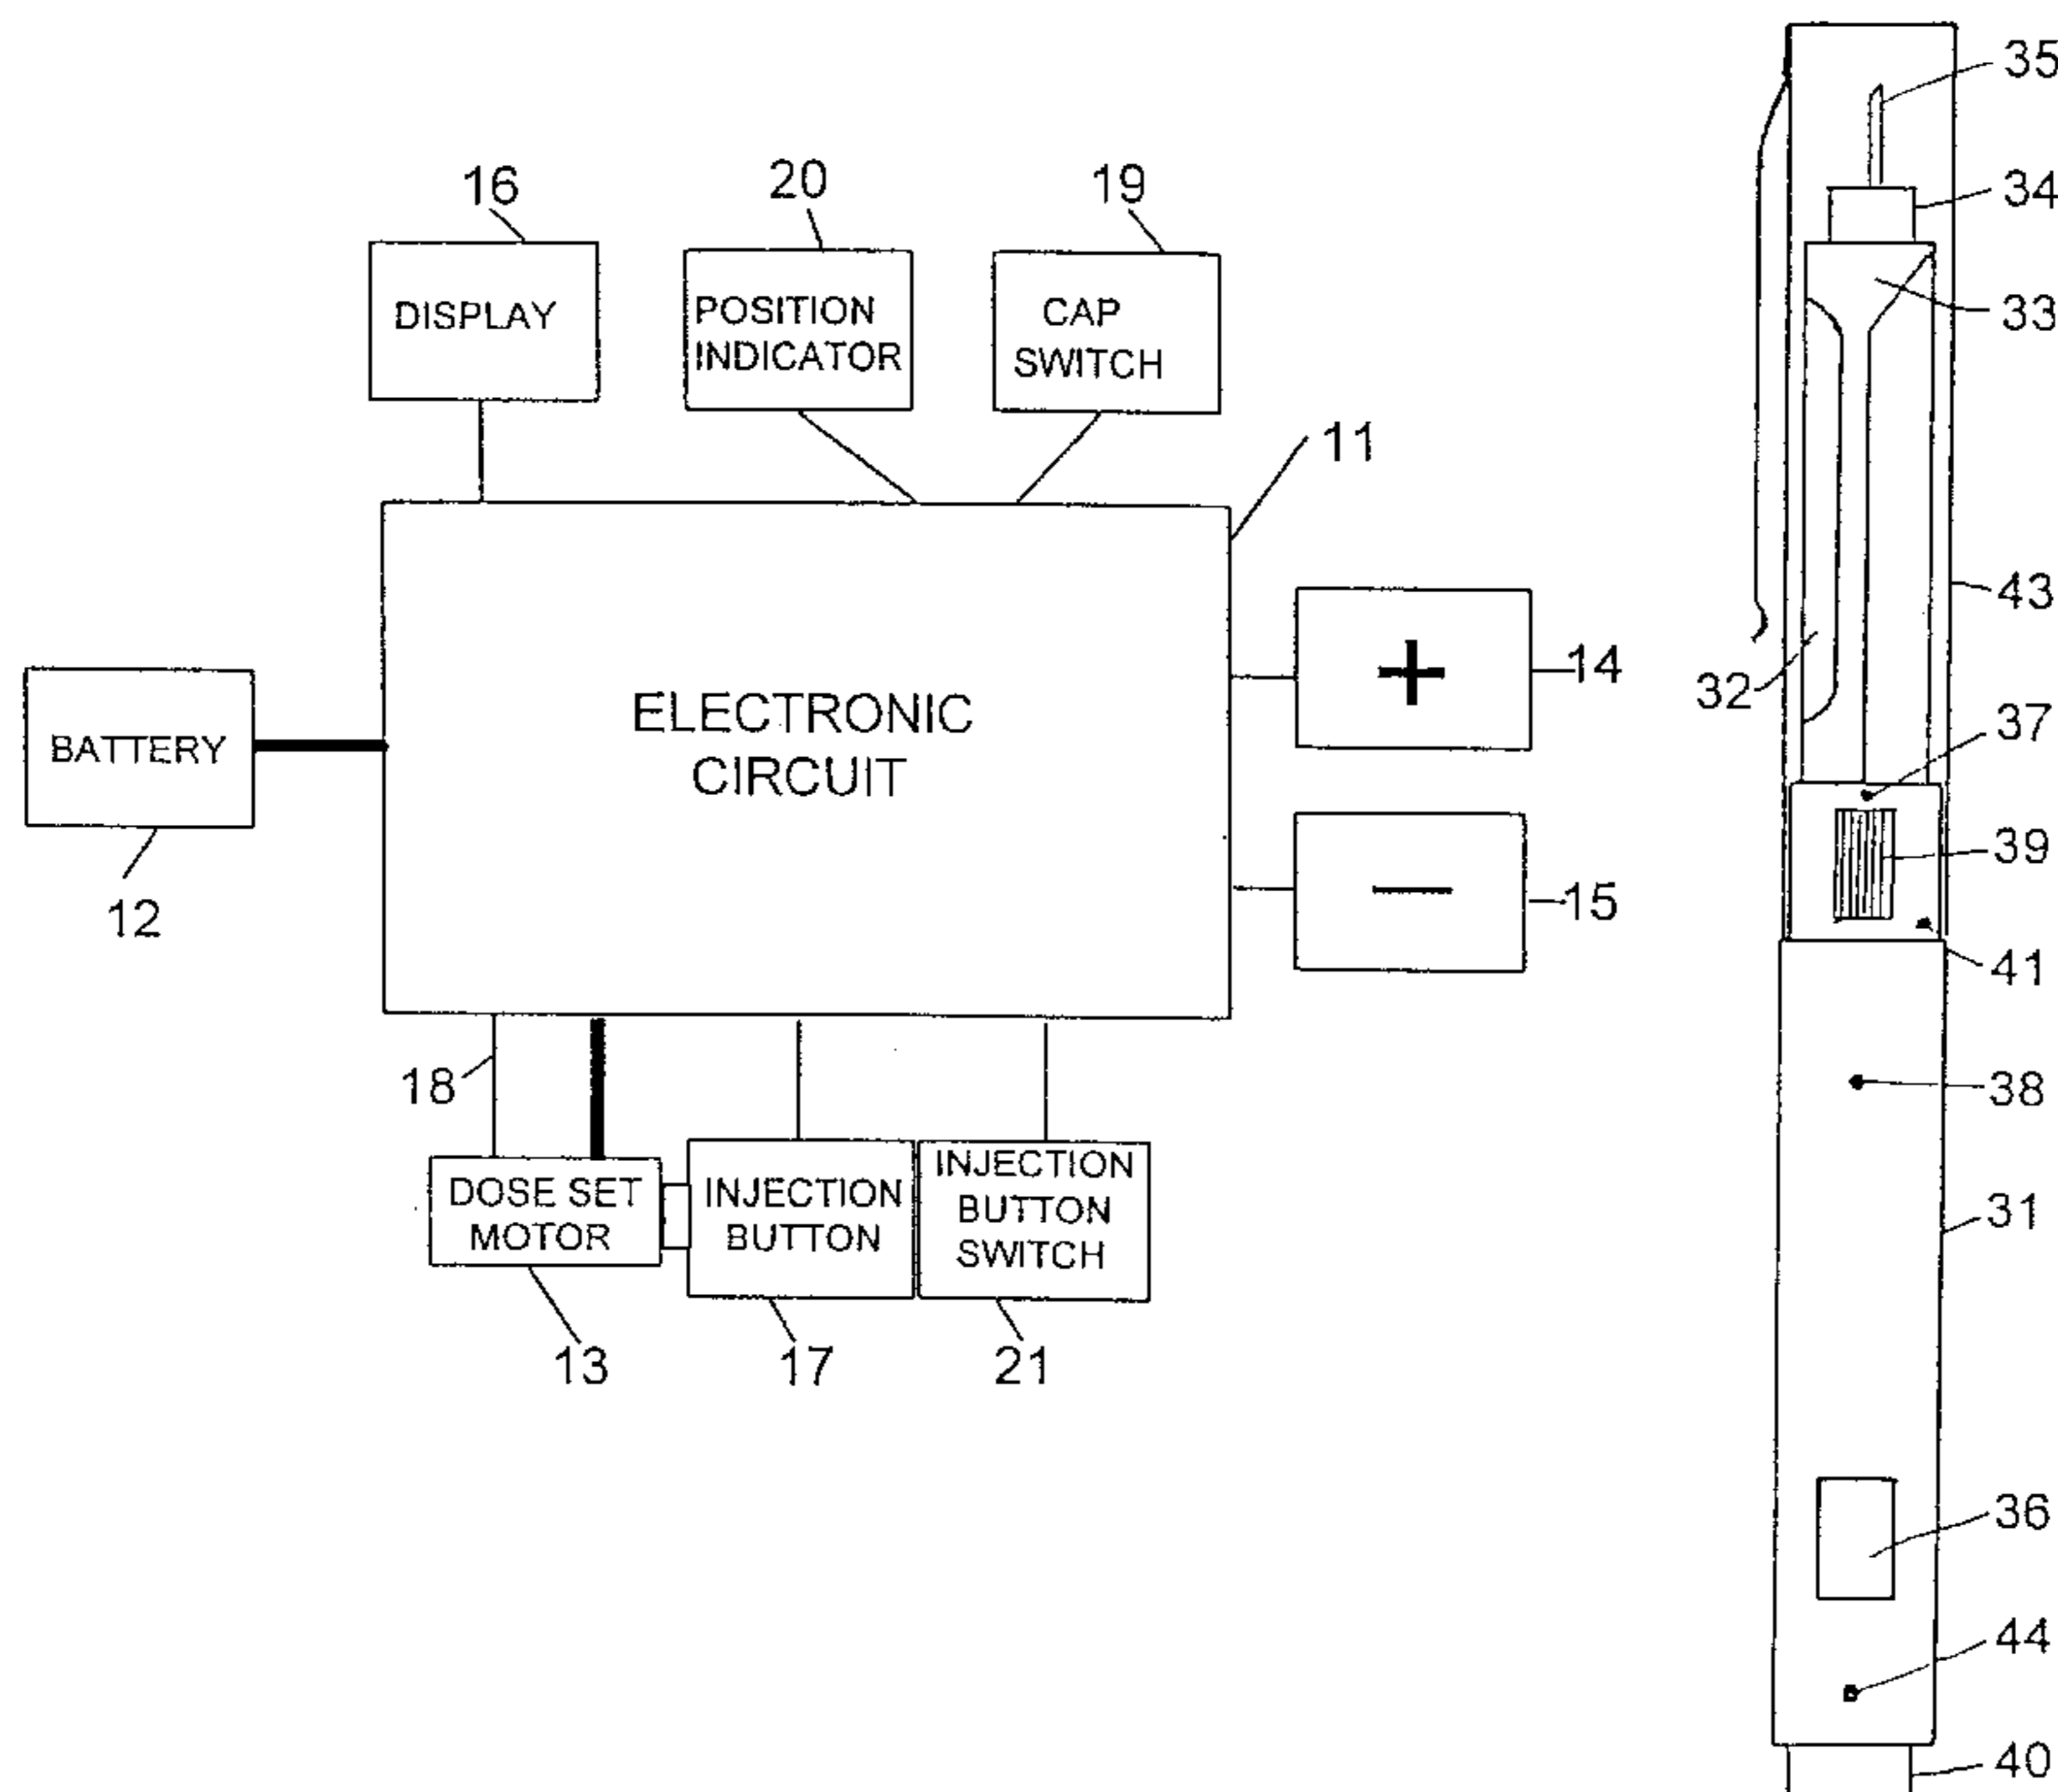 16
20
19
DISPLAY
POSITION
INDICATOR
CAP
SWITCH
11
ELECTRONIC
CIRCUIT
BATTERY
12
+
14
−
15
18
DOSE SET
MOTOR
INJECTION
BUTTON
INJECTION
BUTTON
SWITCH
13
17
21
35
34
33
43
32
37
39
41
38
31
36
44
40